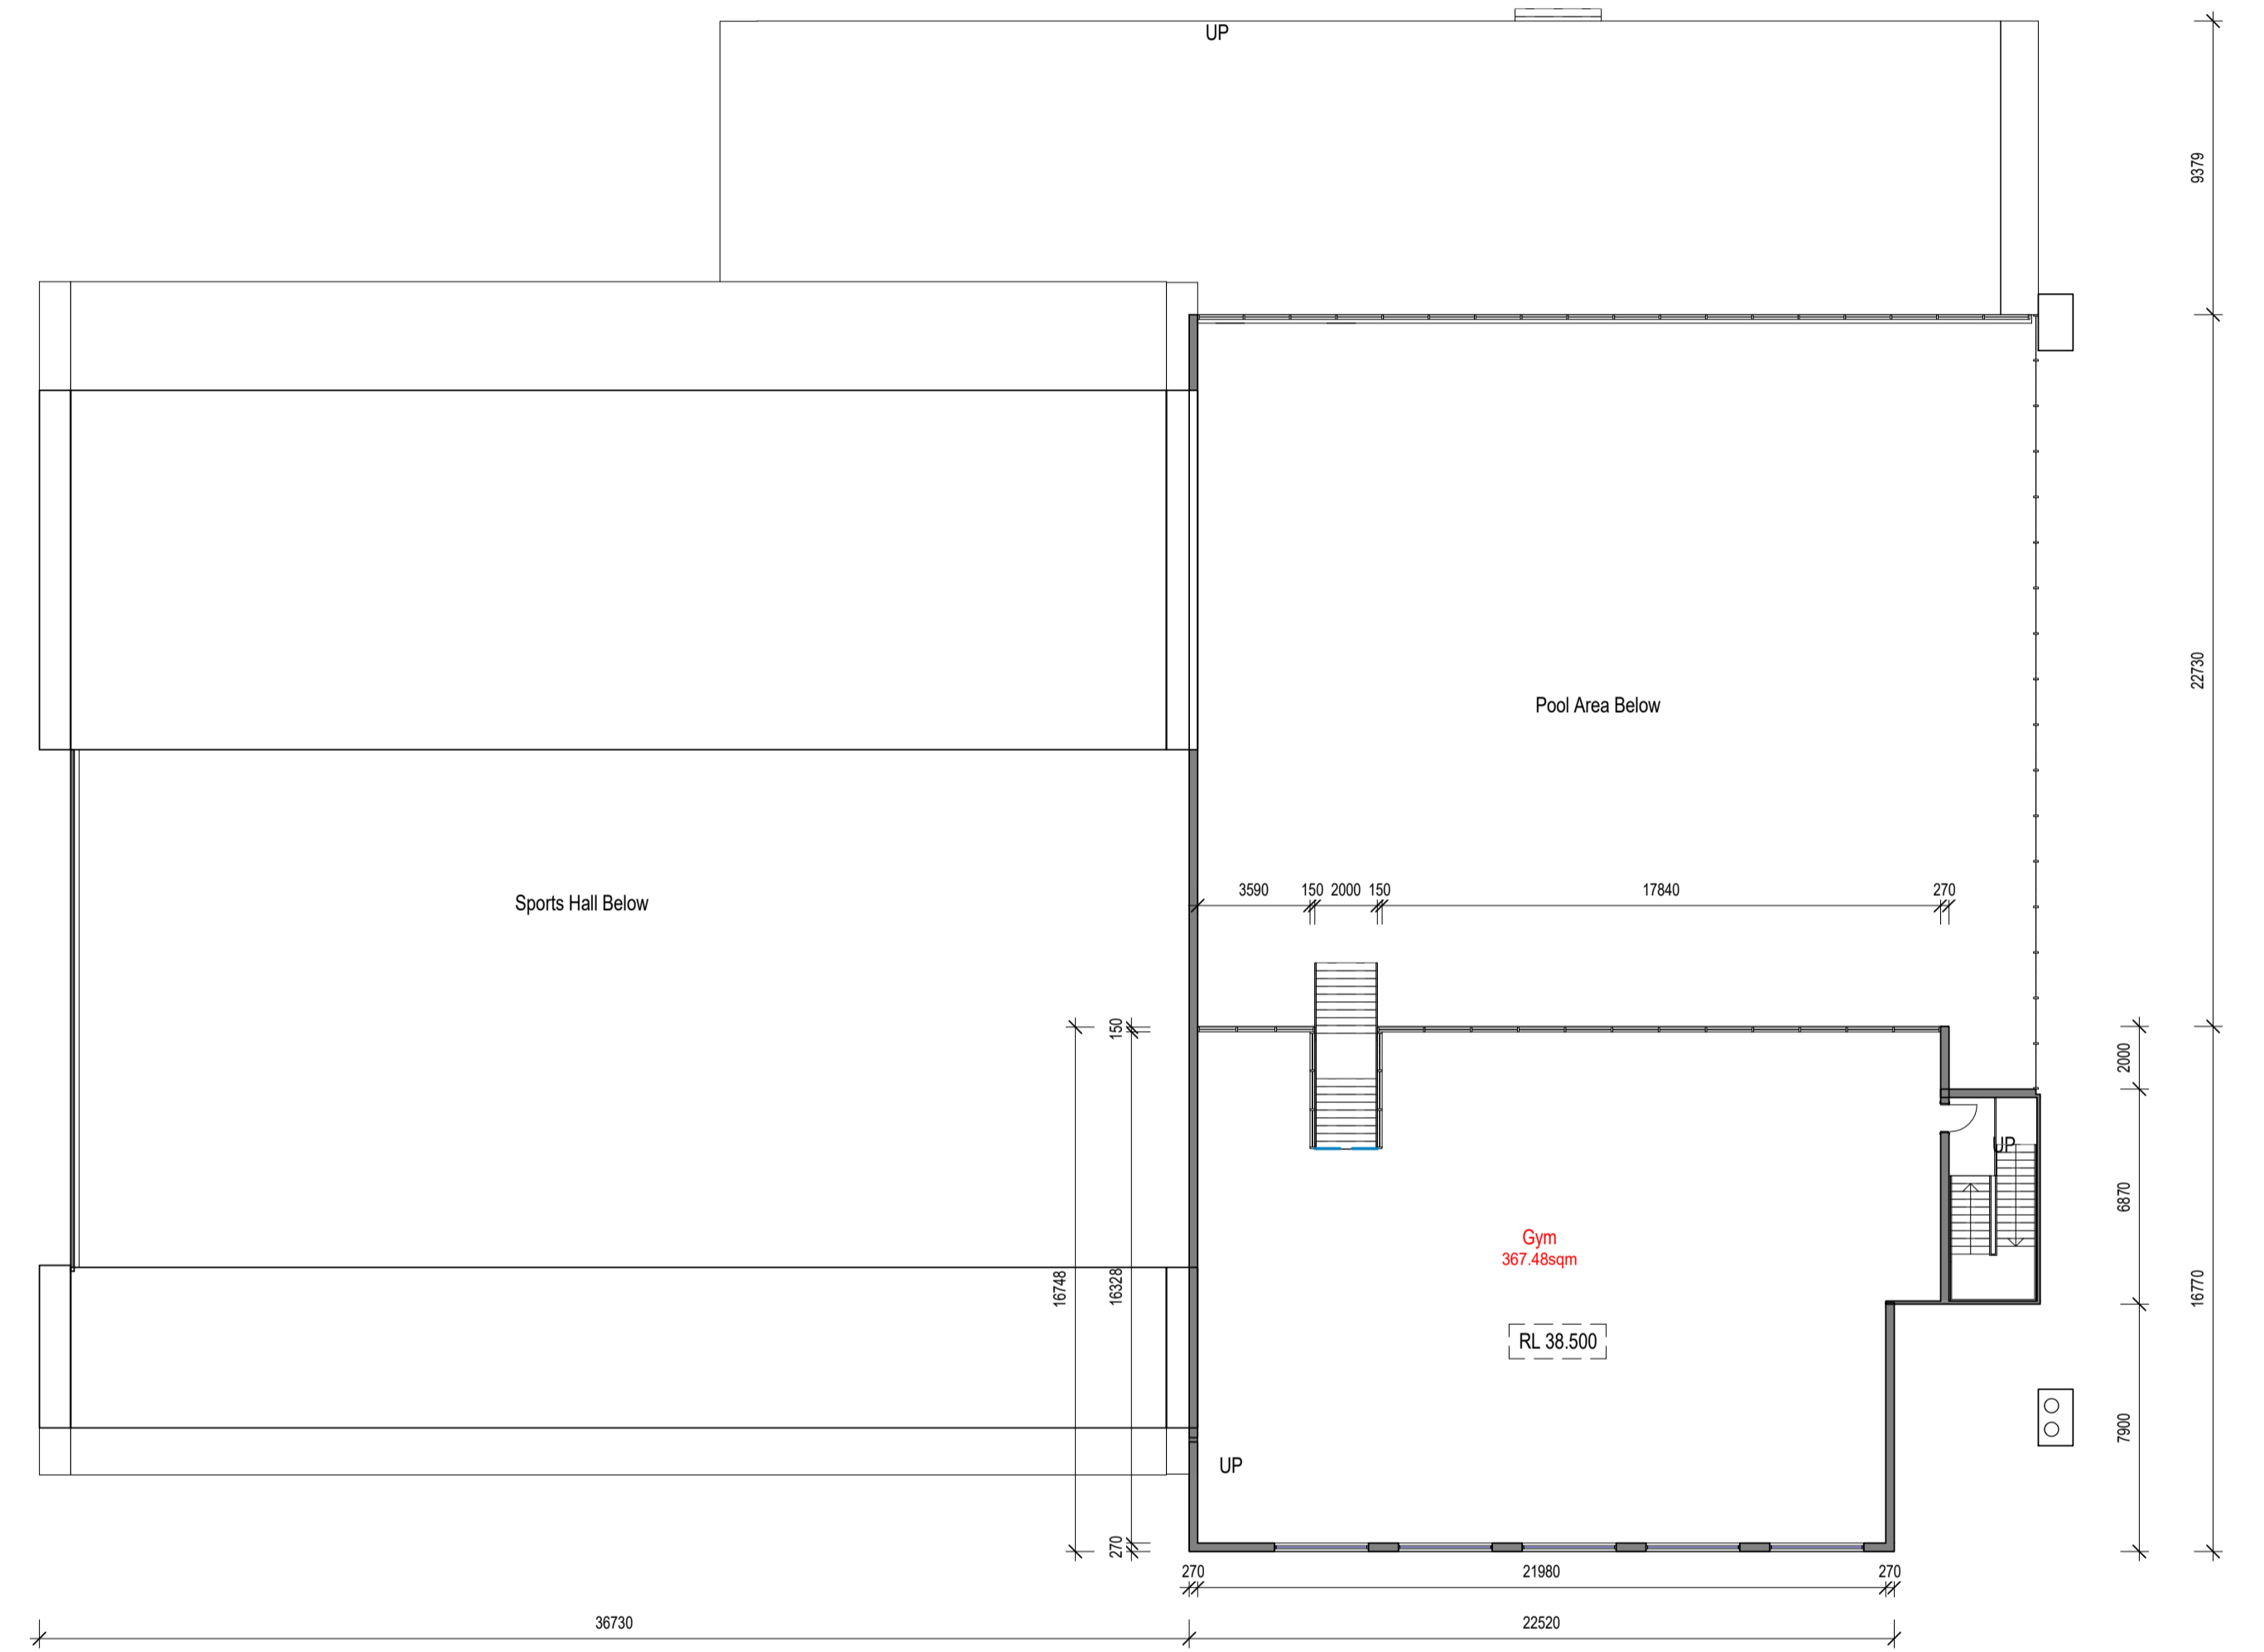 UP
9379
22730
Pool Area Below
3590 150 2000 150 17840 270
Sports Hall Below
150
2000
UP
6870
Gym
367.48sqm
16748
16328
16770
RL 38.500
7900
UP
270
270 21980 270
36730 22520